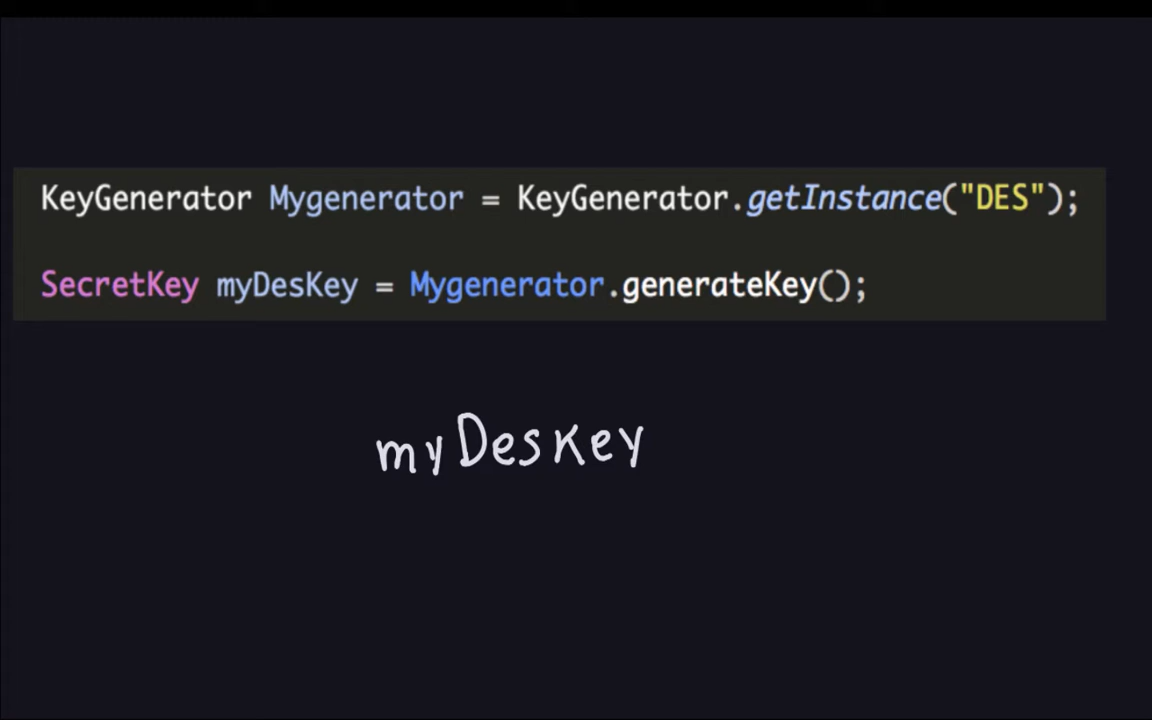 KeyGenerator Mygenerator = KeyGenerator.getInstance("DES");
SecretKey myDesKey = Mygenerator.generateKey();
myDesKey